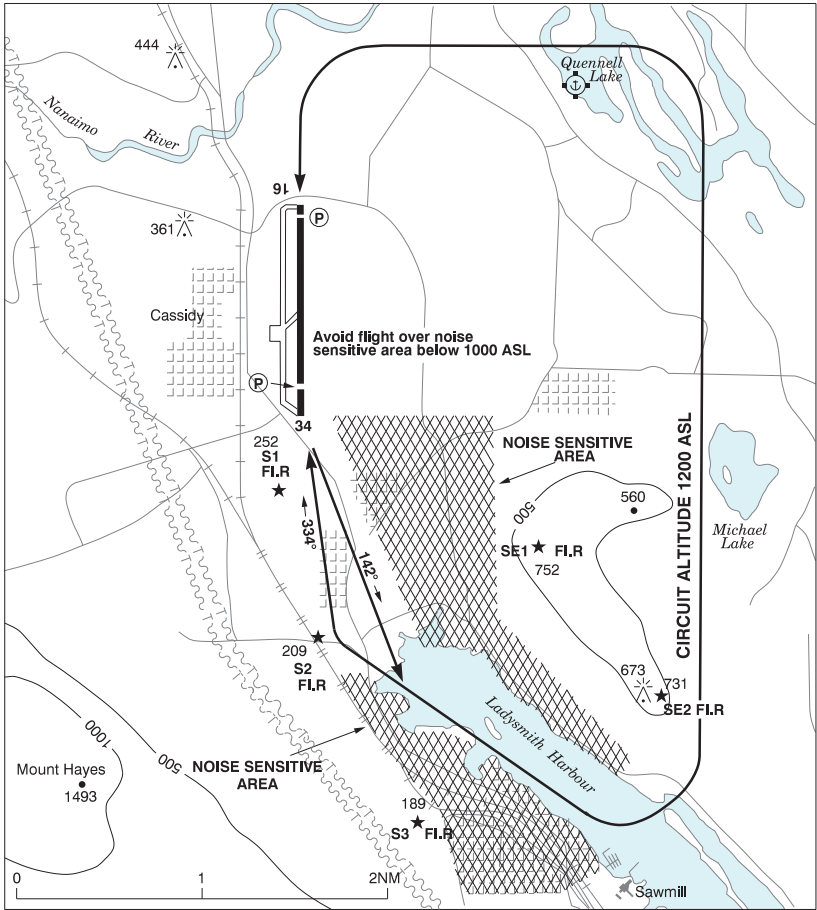 444
Quennell
Lake
Nanaimo
River
16
P
361
Cassidy
Avoid flight over noise
sensitive area below 1000 ASL
P
34
252
S1
Fl.R
NOISE SENSITIVE
AREA
CIRCUIT ALTITUDE 1200 ASL
500
560
334°
142°
SE1 Fl.R
752
Michael
Lake
209
S2
Fl.R
673
731
SE2 Fl.R
Ladysmith Harbour
1000
500
Mount Hayes
1493
NOISE SENSITIVE
AREA
189
S3 Fl.R
0 1 2NM
Sawmill